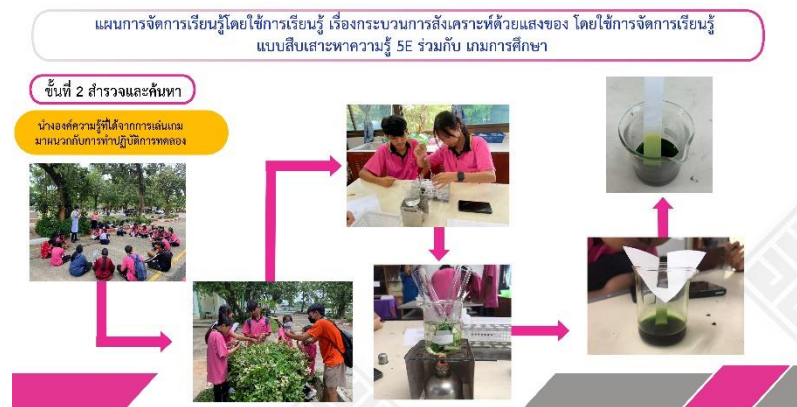 แผนการจัดการเรียนรู้โดยใช้การเรียนรู้ เรื่องกระบวนการสังเคราะห์ด้วยแสงของ โดยใช้การจัดการเรียนรู้
แบบสืบเสาะหาความรู้ 5E ร่วมกับ เกมการศึกษา
ขั้นที่ 2 สำรวจและค้นหา
นำองค์ความรู้ที่ได้จากการเล่นเกม
มาผนวกกับการทำปฏิบัติการทดลอง